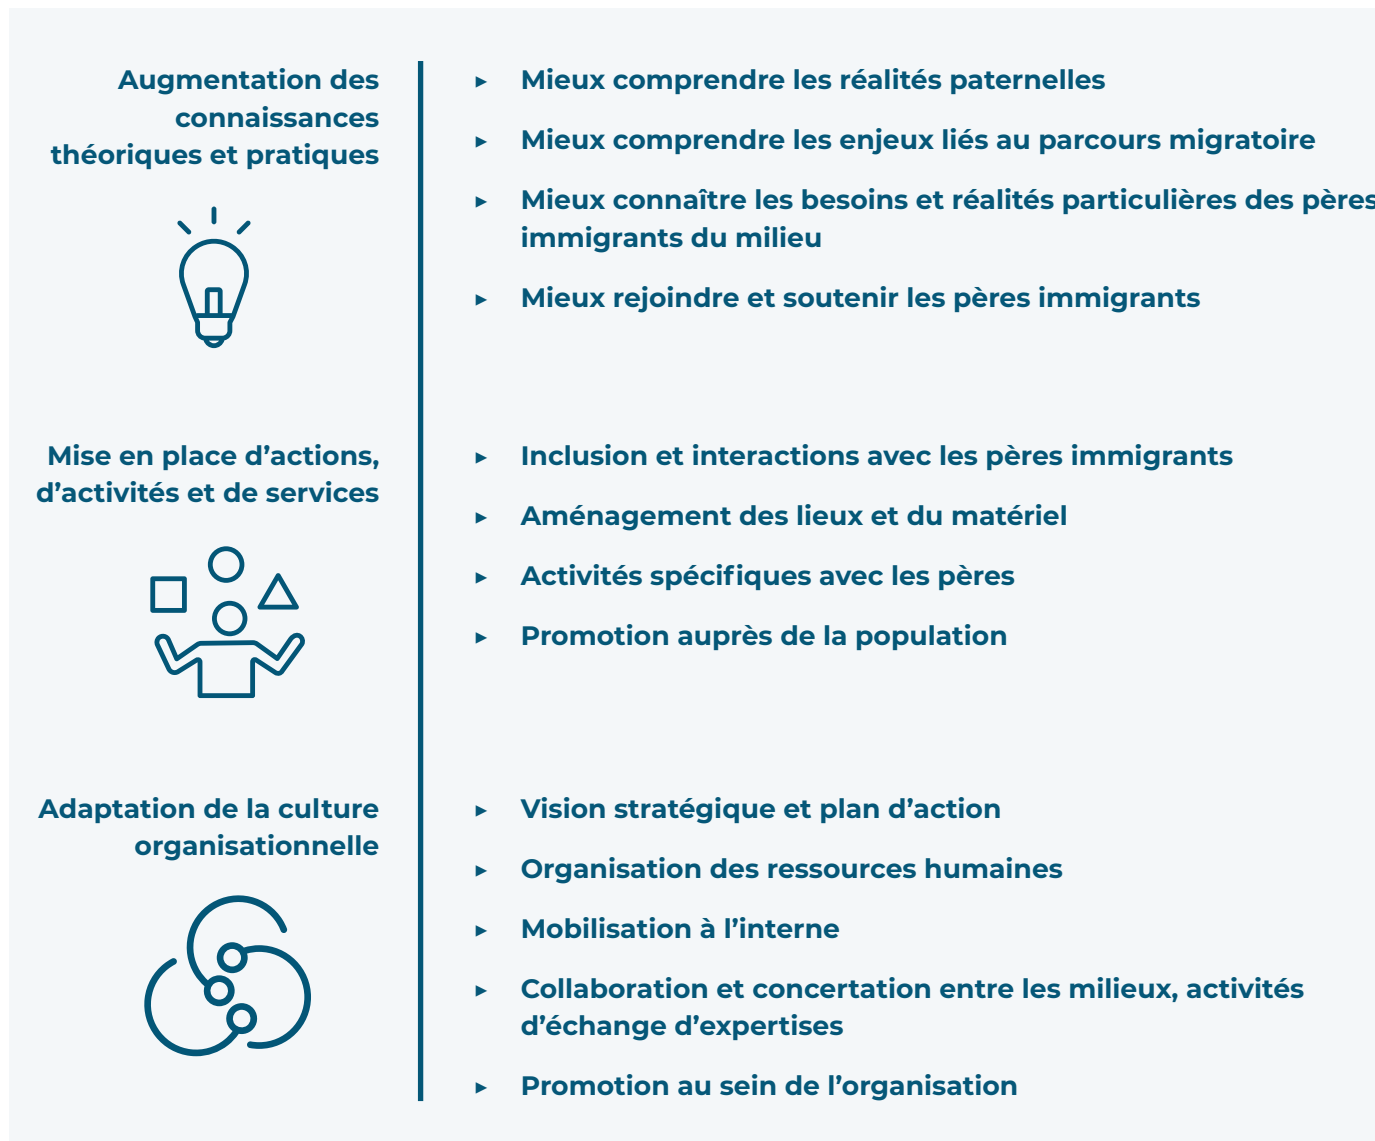 Augmentation des
connaissances
théoriques et pratiques
► Mieux comprendre les réalités paternelles
► Mieux comprendre les enjeux liés au parcours migratoire
► Mieux connaître les besoins et réalités particulières des pères
immigrants du milieu
► Mieux rejoindre et soutenir les pères immigrants
Mise en place d’actions,
d’activités et de services
► Inclusion et interactions avec les pères immigrants
► Aménagement des lieux et du matériel
► Activités spécifiques avec les pères
► Promotion auprès de la population
Adaptation de la culture
organisationnelle
► Vision stratégique et plan d’action
► Organisation des ressources humaines
► Mobilisation à l’interne
► Collaboration et concertation entre les milieux, activités
d’échange d’expertises
► Promotion au sein de l’organisation